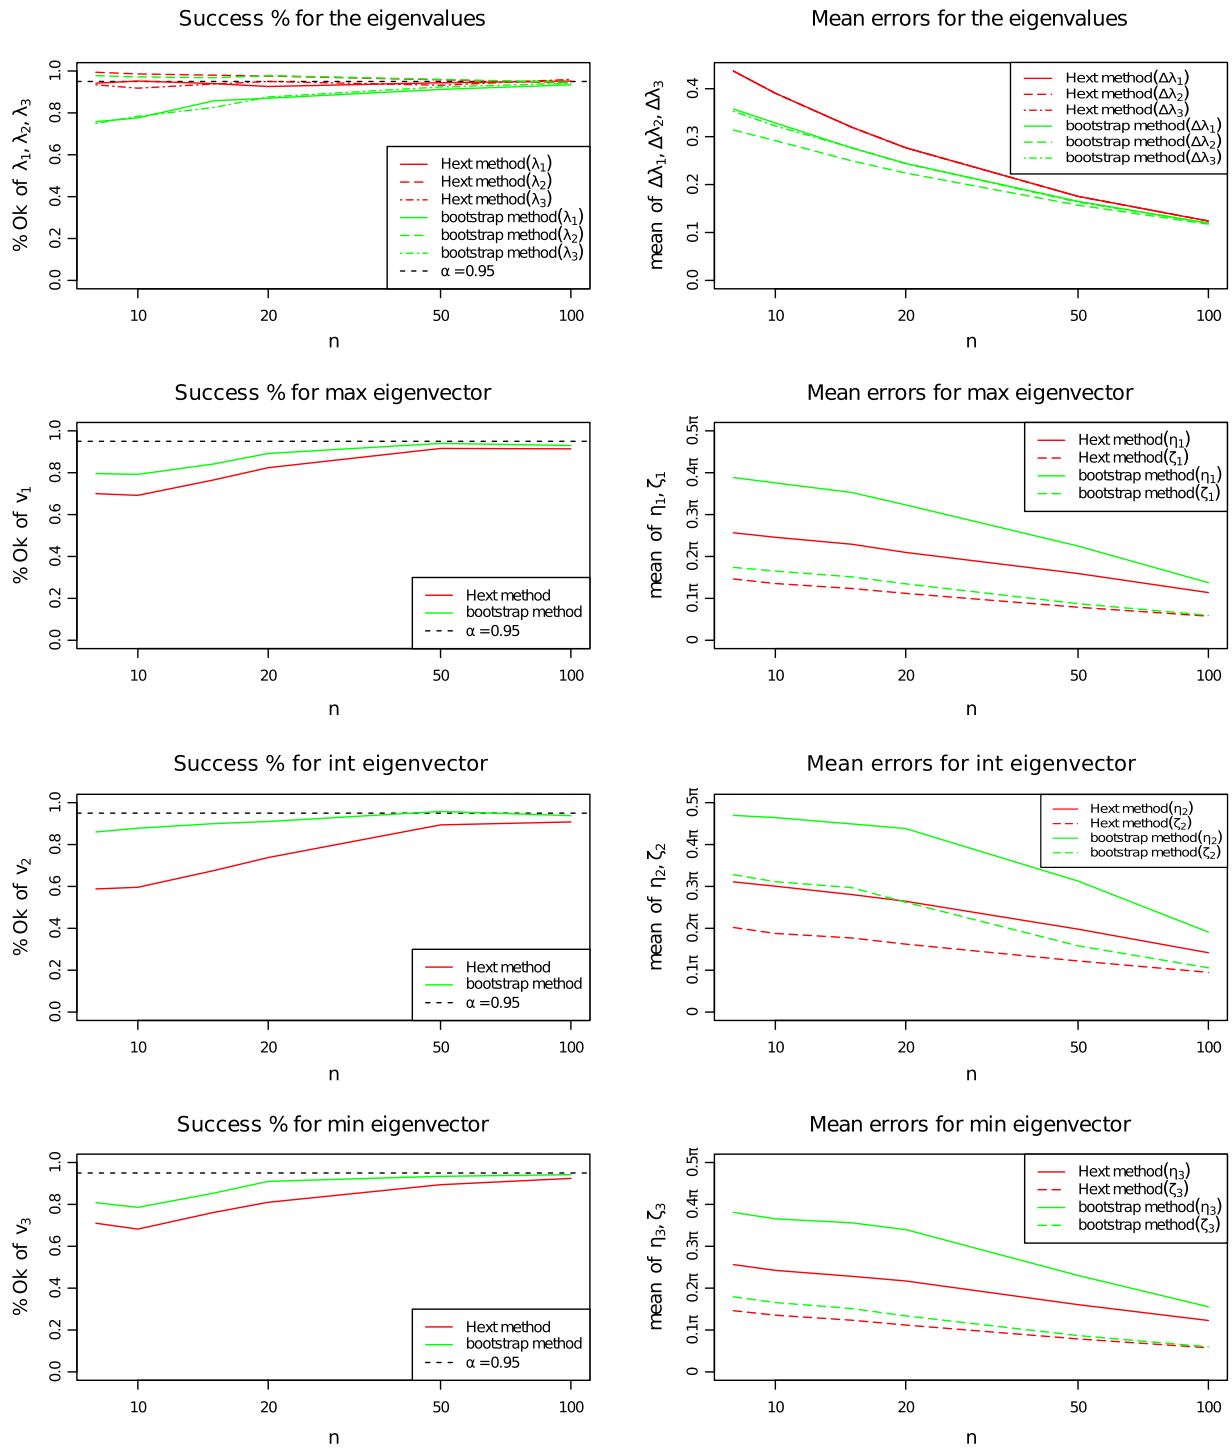 Success % for the eigenvalues
% Ok of λ1, λ2, λ3
0.0 0.2 0.4 0.6 0.8 1.0
Hext method(λ1)
Hext method(λ2)
Hext method(λ3)
bootstrap method(λ1)
bootstrap method(λ2)
bootstrap method(λ3)
α = 0.95
10 20 50 100
n
Mean errors for the eigenvalues
mean of Δλ1, Δλ2, Δλ3
0.0 0.1 0.2 0.3 0.4
Hext method(Δλ1)
Hext method(Δλ2)
Hext method(Δλ3)
bootstrap method(Δλ1)
bootstrap method(Δλ2)
bootstrap method(Δλ3)
10 20 50 100
n
Success % for max eigenvector
% Ok of v1
0.0 0.2 0.4 0.6 0.8 1.0
Hext method
bootstrap method
α = 0.95
10 20 50 100
n
Mean errors for max eigenvector
mean of η1, ζ1
0 0.1π 0.2π 0.3π 0.4π 0.5π
Hext method(η1)
Hext method(ζ1)
bootstrap method(η1)
bootstrap method(ζ1)
10 20 50 100
n
Success % for int eigenvector
% Ok of v2
0.0 0.2 0.4 0.6 0.8 1.0
Hext method
bootstrap method
α = 0.95
10 20 50 100
n
Mean errors for int eigenvector
mean of η2, ζ2
0 0.1π 0.2π 0.3π 0.4π 0.5π
Hext method(η2)
Hext method(ζ2)
bootstrap method(η2)
bootstrap method(ζ2)
10 20 50 100
n
Success % for min eigenvector
% Ok of v3
0.0 0.2 0.4 0.6 0.8 1.0
Hext method
bootstrap method
α = 0.95
10 20 50 100
n
Mean errors for min eigenvector
mean of η3, ζ3
0 0.1π 0.2π 0.3π 0.4π 0.5π
Hext method(η3)
Hext method(ζ3)
bootstrap method(η3)
bootstrap method(ζ3)
10 20 50 100
n